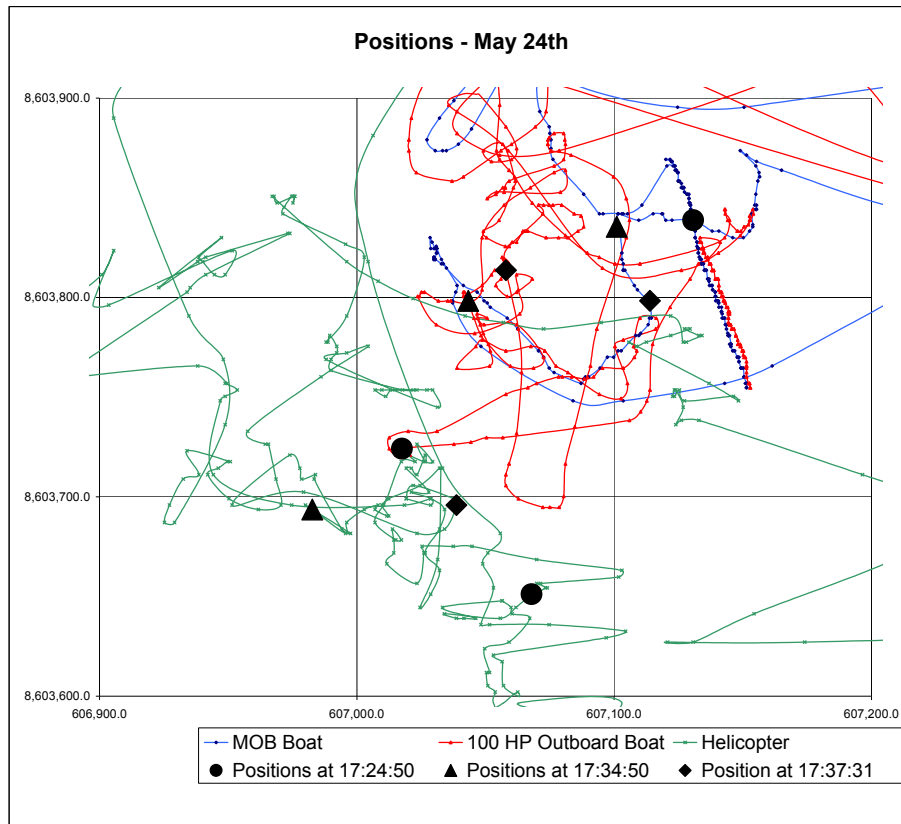 Positions - May 24th
8,603,900.0
8,603,800.0
8,603,700.0
8,603,600.0
606,900.0 607,000.0 607,100.0 607,200.0
MOB Boat 100 HP Outboard Boat Helicopter
Positions at 17:24:50 Positions at 17:34:50 Position at 17:37:31